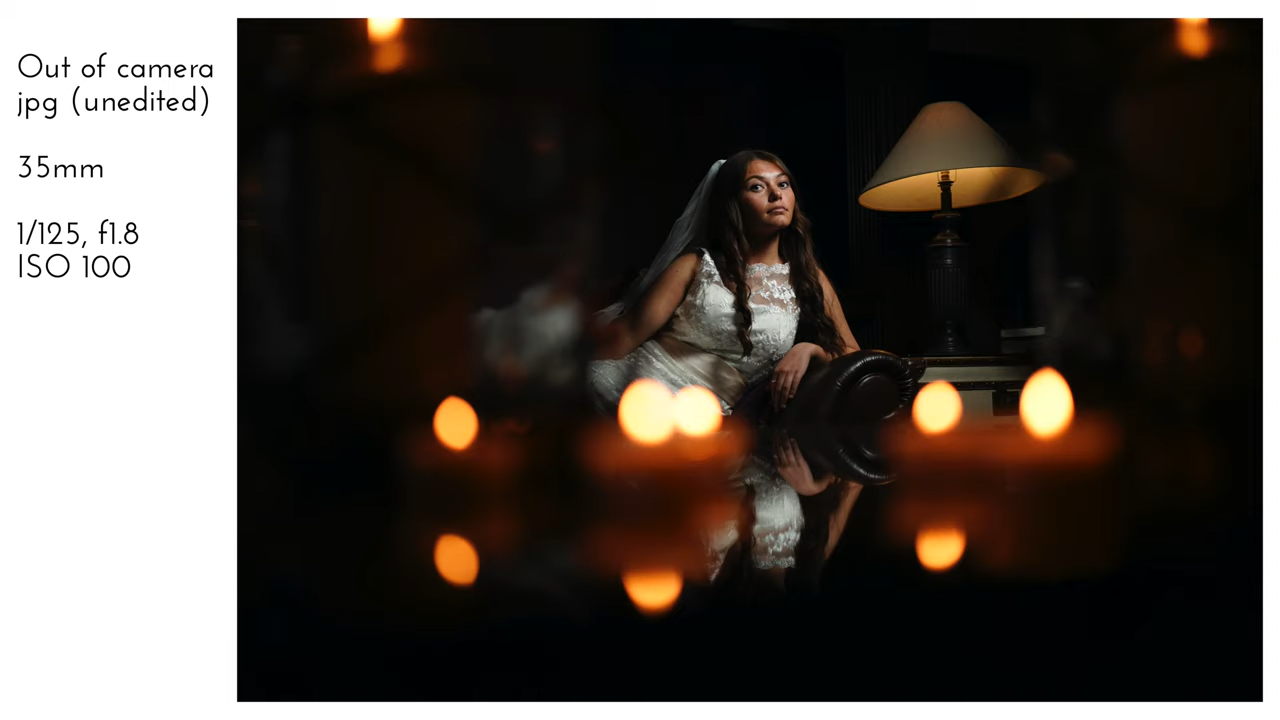 Out of camera
jpg (unedited)
35mm
1/125, f1.8
ISO 100